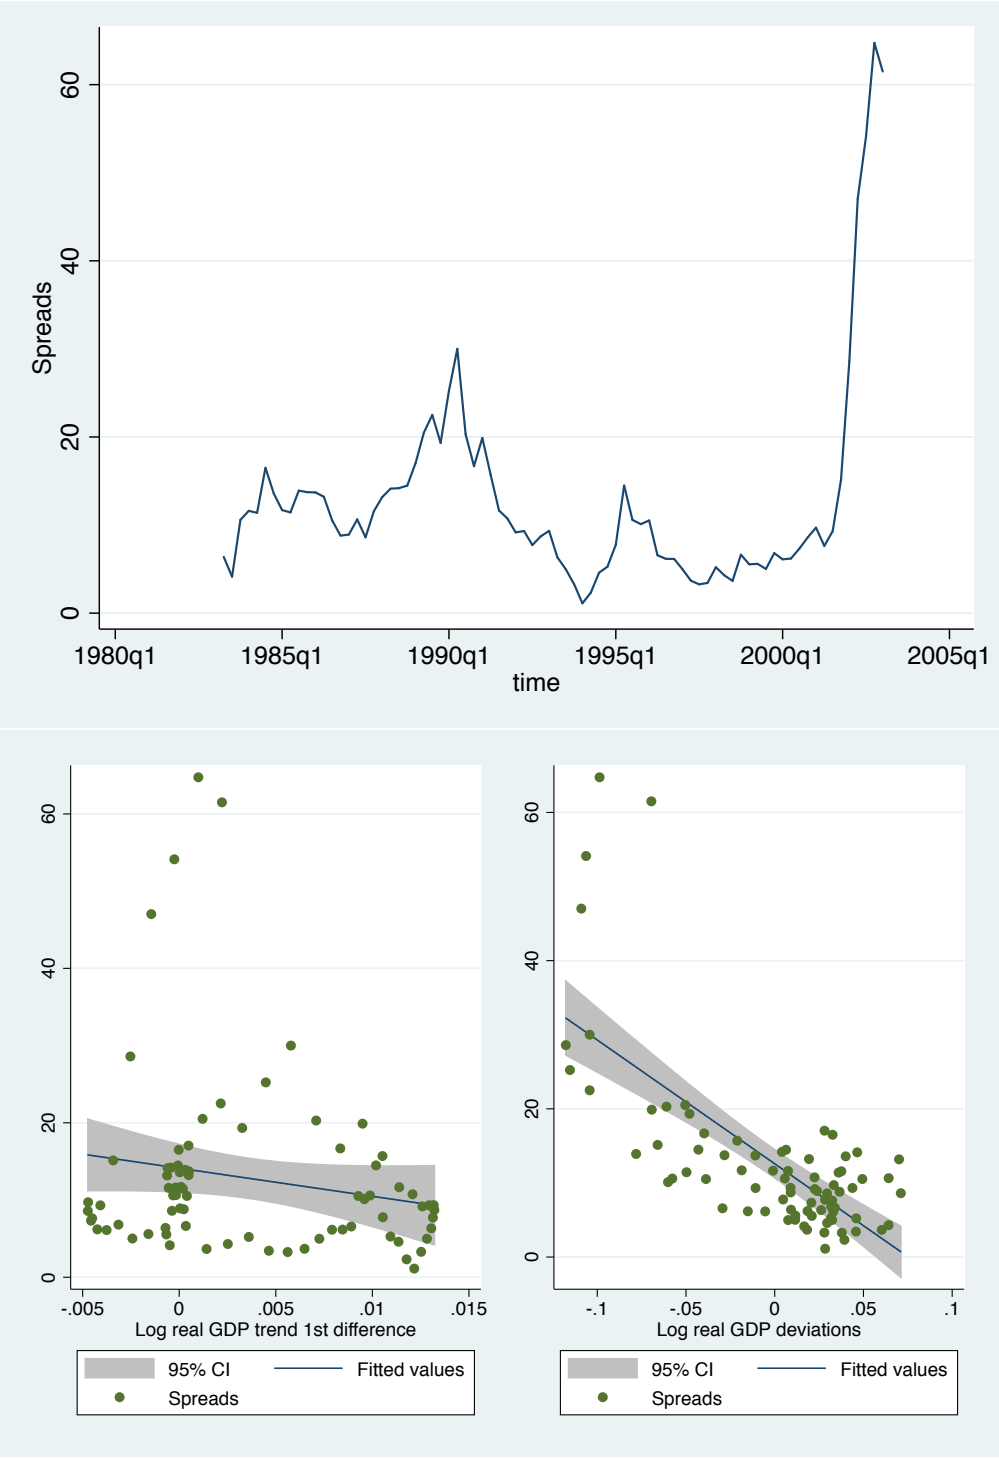 60
40
Spreads
20
0
1980q1 1985q1 1990q1 1995q1 2000q1 2005q1
time
60
40
20
0
-.005 0 .005 .01 .015
Log real GDP trend 1st difference
95% CI Fitted values
Spreads
60
40
20
0
-.1 -.05 0 .05 .1
Log real GDP deviations
95% CI Fitted values
Spreads